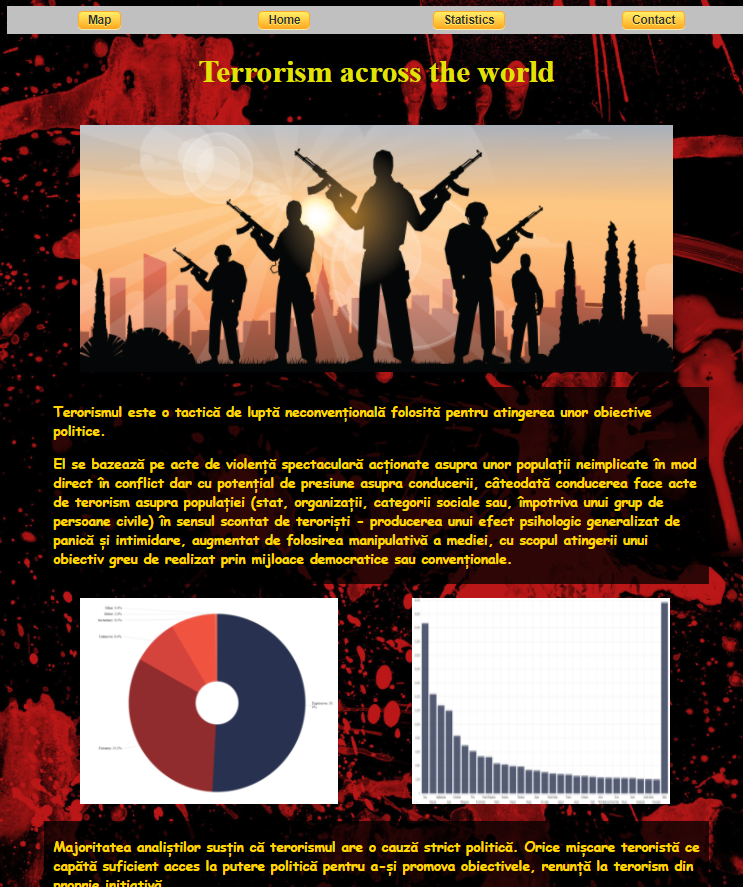 Map Home Statistics Contact
Terrorism across the world
Terorismul este o tactică de luptă neconvențională folosită pentru atingerea unor obiective
politice.
El se bazează pe acte de violență spectaculară acționate asupra unor populații neimplicate în mod
direct în conflict dar cu potențial de presiune asupra conducerii, câteodată conducerea face acte
de terorism asupra populației (stat, organizații, categorii sociale sau, împotriva unui grup de
persoane civile) în sensul scontat de teroriști - producerea unui efect psihologic generalizat de
panică și intimidare, augmentat de folosirea manipulativă a mediei, cu scopul atingerii unui
obiectiv greu de realizat prin mijloace democratice sau convenționale.
Majoritatea analiștilor susțin că terorismul are o cauză strict politică. Orice mișcare teroristă ce
capătă suficient acces la putere politică pentru a-și promova obiectivele, renunță la terorism din
proprie inițiativă